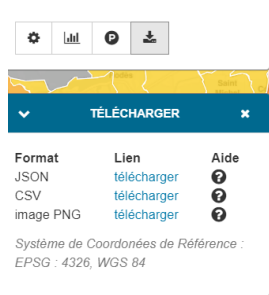 P
Saint
TÉLÉCHARGER
Format Lien Aide
JSON télécharger ?
CSV télécharger ?
image PNG télécharger ?
Système de Coordonées de Référence :
EPSG : 4326, WGS 84